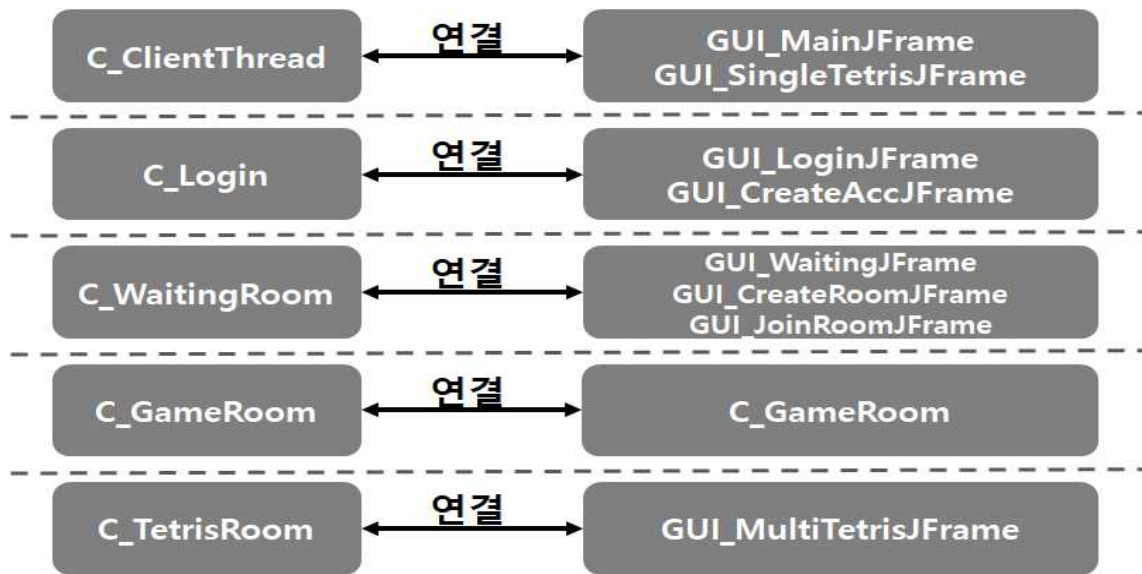 C_ClientThread
연결
GUI_MainJFrame
GUI_SingleTetrisJFrame
C_Login
연결
GUI_LoginJFrame
GUI_CreateAccJFrame
C_WaitingRoom
연결
GUI_WaitingJFrame
GUI_CreateRoomJFrame
GUI_JoinRoomJFrame
C_GameRoom
연결
C_GameRoom
C_TetrisRoom
연결
GUI_MultiTetrisJFrame